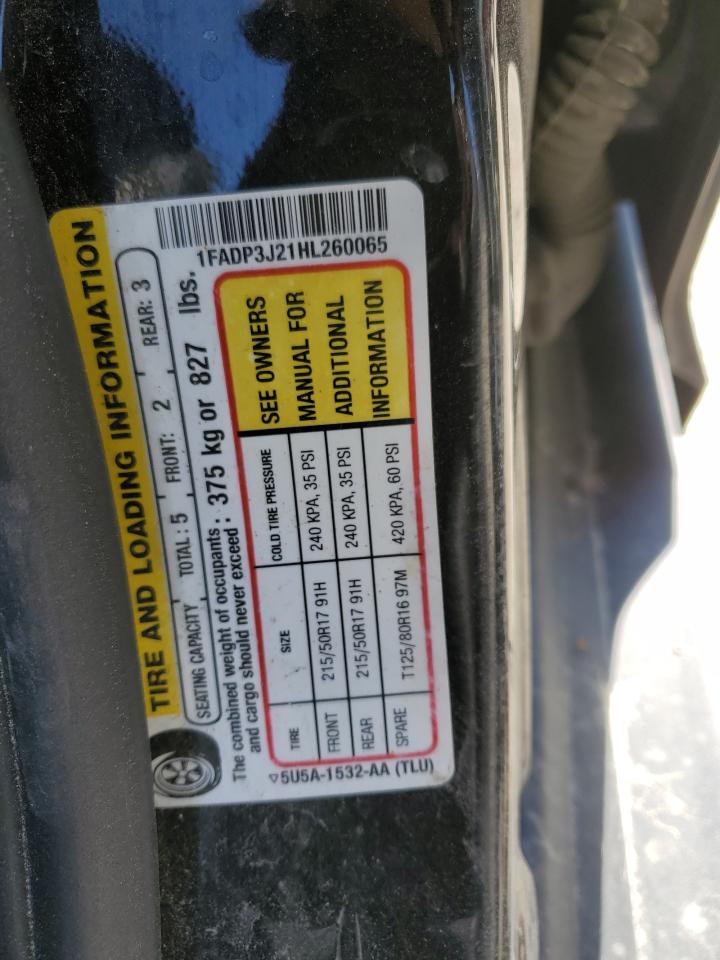 TIRE AND LOADING INFORMATION
SEATING CAPACITY TOTAL : 5 FRONT: 2 REAR: 3
The combined weight of occupants and cargo should never exceed : 375 kg or 827 lbs.
1FADP3J21HL260065
TIRE SIZE COLD TIRE PRESSURE
FRONT 215/50R17 91H 240 KPA, 35 PSI
REAR 215/50R17 91H 240 KPA, 35 PSI
SPARE T125/80R16 97M 420 KPA, 60 PSI
SEE OWNERS
MANUAL FOR
ADDITIONAL
INFORMATION
5U5A-1532-AA (TLU)